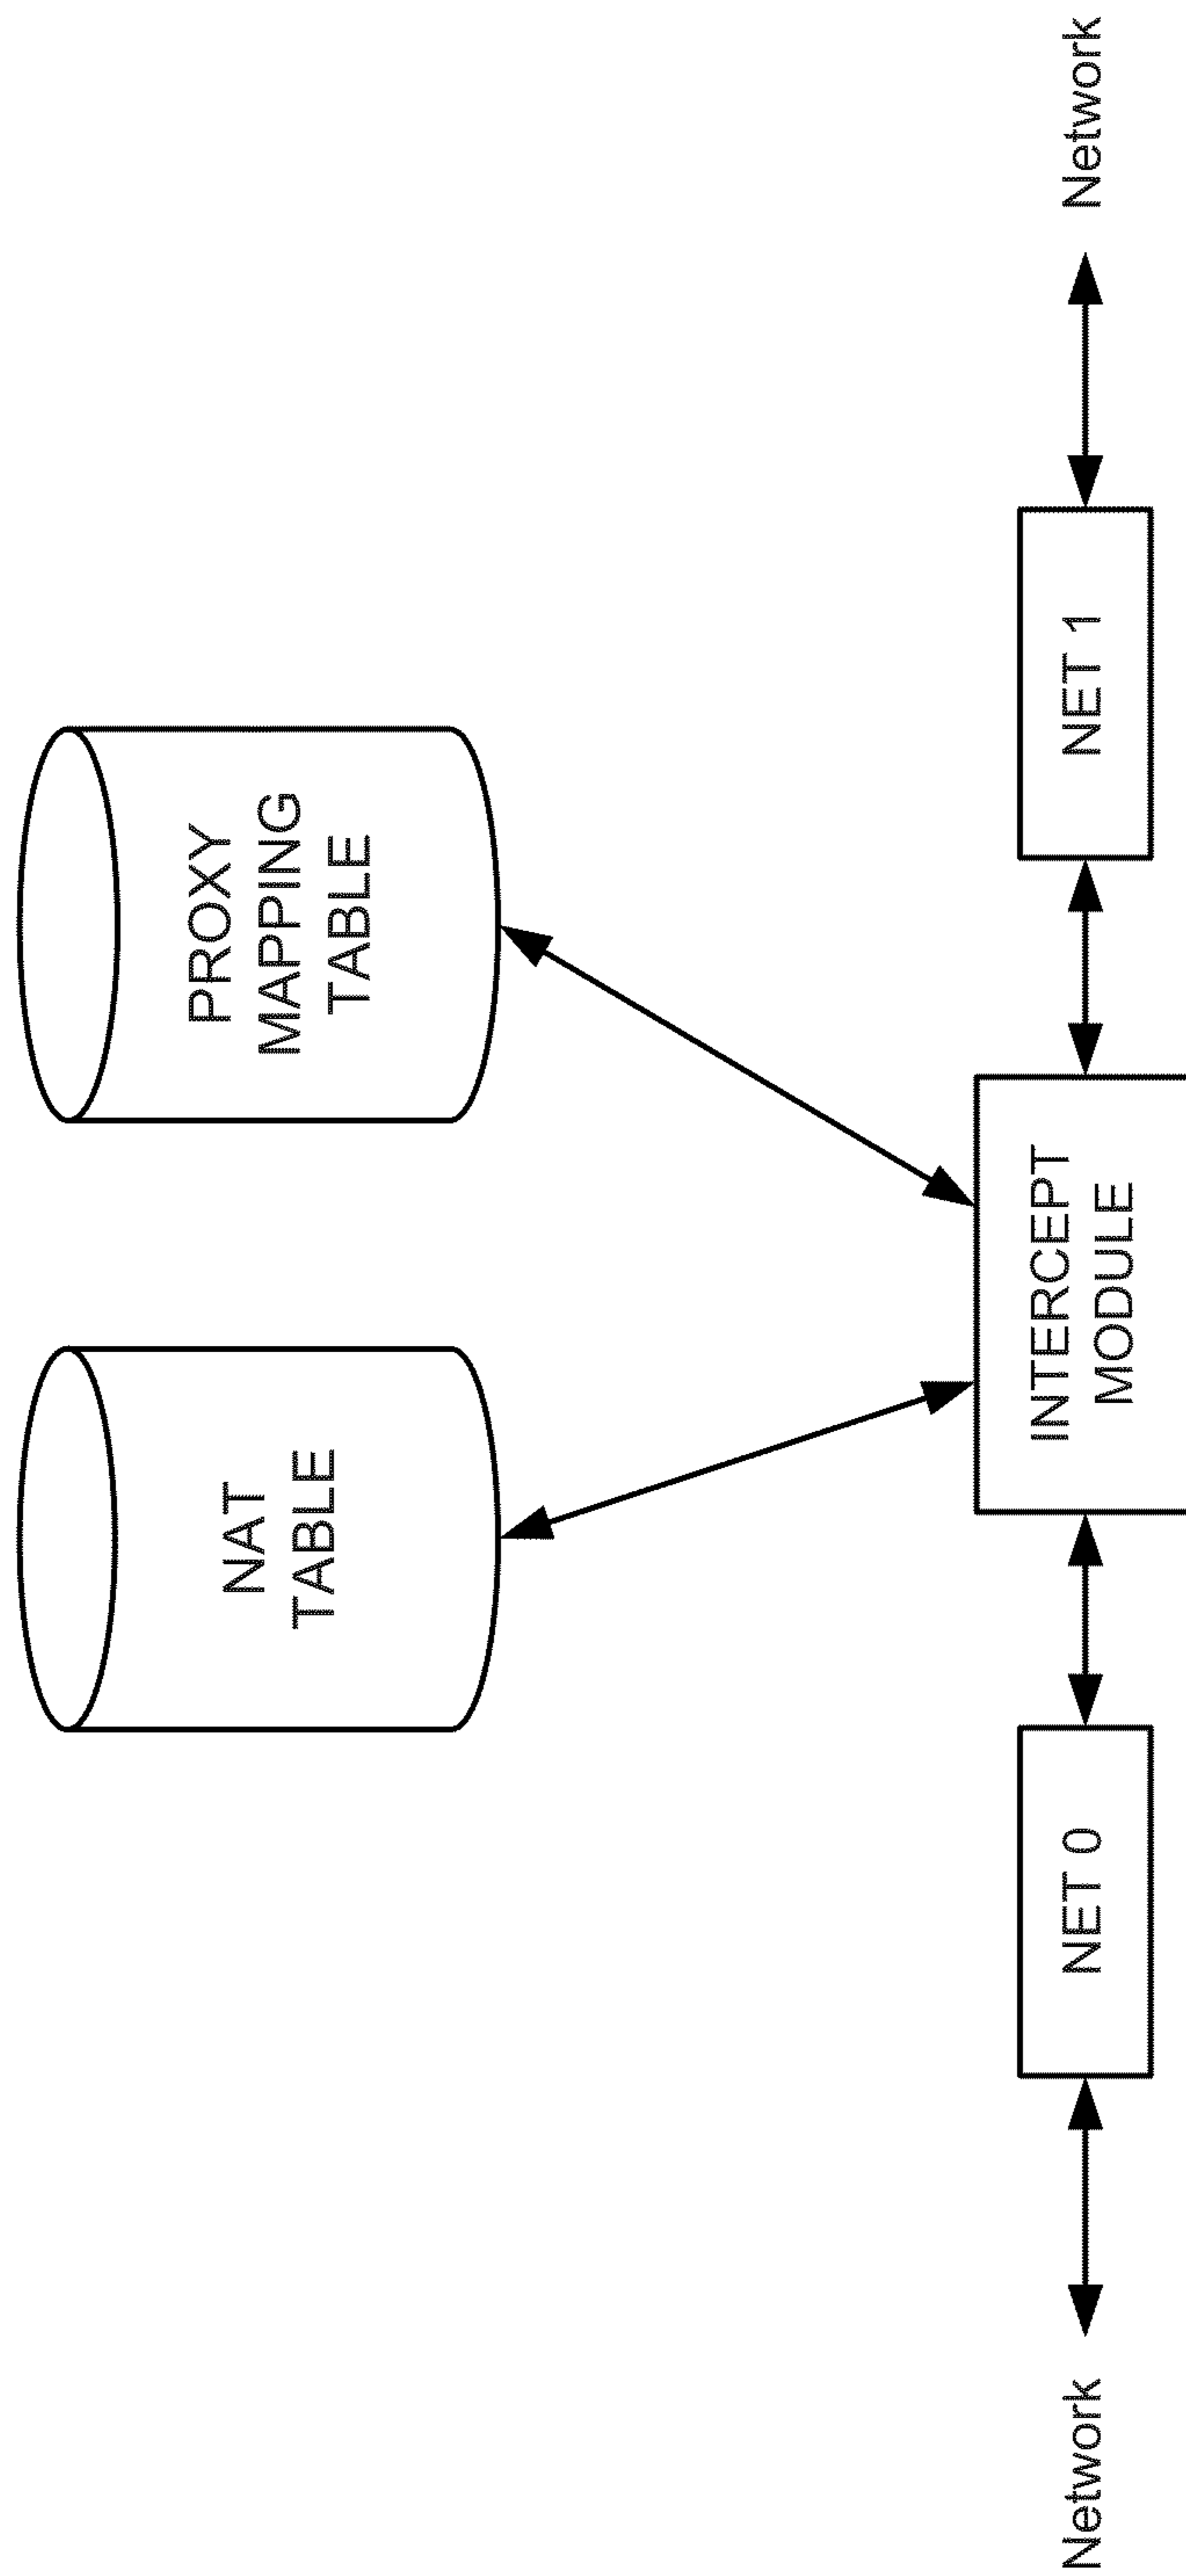 NAT
TABLE
PROXY
MAPPING
TABLE
Network
NET 0
INTERCEPT
MODULE
NET 1
Network